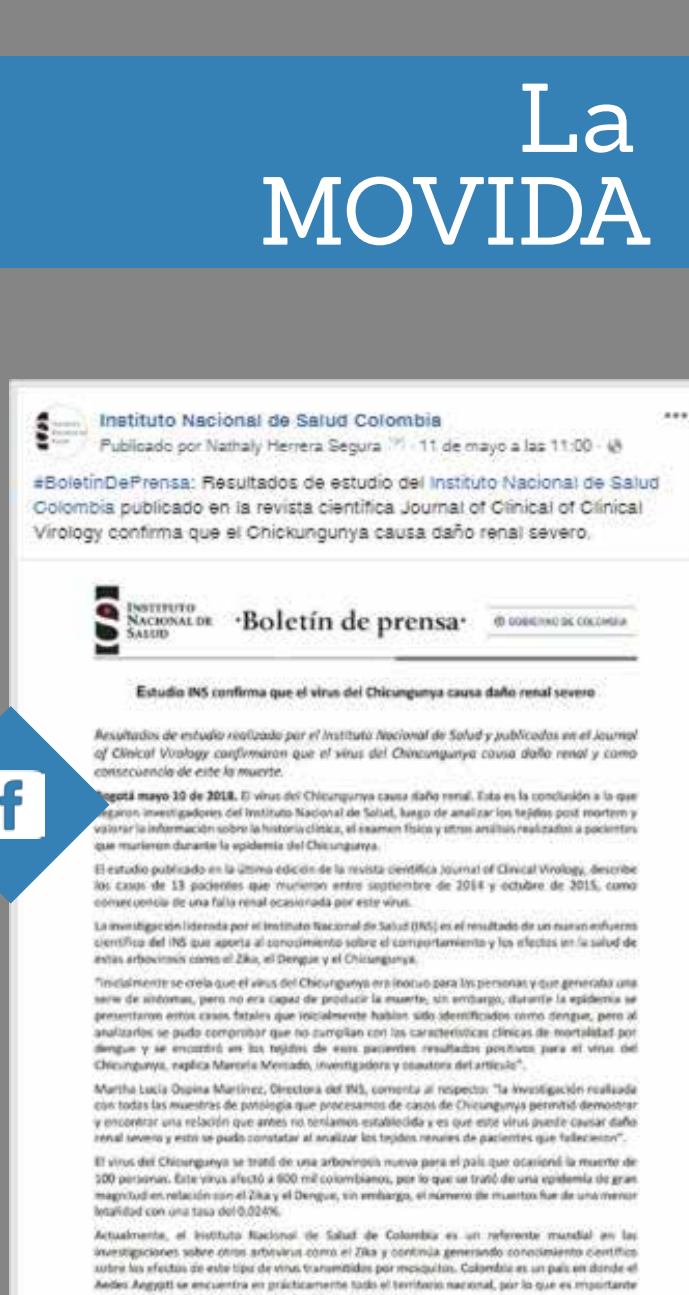 La
MOVIDA
Instituto Nacional de Salud Colombia
Publicado por Nathaly Herrera Segura · 11 de mayo a las 11:00 ·
#BoletínDePrensa: Resultados de estudio del Instituto Nacional de Salud
Colombia publicado en la revista científica Journal of Clinical of Clinical
Virology confirma que el Chickungunya causa daño renal severo.
INSTITUTO
NACIONAL DE
SALUD
·Boletín de prensa·
GOBIERNO DE COLOMBIA
Estudio INS confirma que el virus del Chicungunya causa daño renal severo
Resultados de estudio realizado por el Instituto Nacional de Salud y publicados en el Journal
of Clinical Virology confirmaron que el virus del Chincungunya causa daño renal y como
consecuencia de este la muerte.
ogotá mayo 10 de 2018. El virus del Chicungunya causa daño renal. Esta es la conclusión a la que
egaron investigadores del Instituto Nacional de Salud, luego de analizar los tejidos post mortem y
valorar la información sobre la historia clínica, el examen físico y otros análisis realizados a pacientes
que murieron durante la epidemia del Chicungunya.
El estudio publicado en la última edición de la revista científica Journal of Clinical Virology, describe
los casos de 13 pacientes que murieron entre septiembre de 2014 y octubre de 2015, como
consecuencia de una falla renal ocasionada por este virus.
La investigación liderada por el Instituto Nacional de Salud (INS) es el resultado de un nuevo esfuerzo
científico del INS que aporta al conocimiento sobre el comportamiento y los efectos en la salud de
estas arbovirosis como el Zika, el Dengue y el Chicungunya.
"Inicialmente se creía que el virus del Chicungunya era inocuo para las personas y que generaba una
serie de síntomas, pero no era capaz de producir la muerte, sin embargo, durante la epidemia se
presentaron estos casos fatales que inicialmente habían sido identificados como dengue, pero al
analizarlos se pudo comprobar que no cumplían con las características clínicas de mortalidad por
dengue y se encontró en los tejidos de esos pacientes resultados positivos para el virus del
Chicungunya, explica Marcela Mercado, investigadora y coautora del artículo".
Martha Lucía Ospina Martínez, Directora del INS, comenta al respecto: "la investigación realizada
con todas las muestras de patología que procesamos de casos de Chicungunya permitió demostrar
y encontrar una relación que antes no teníamos establecida y es que este virus puede causar daño
renal severo y esto se pudo constatar al analizar los tejidos renales de pacientes que fallecieron".
El virus del Chicungunya se trató de una arbovirosis nueva para el país que ocasionó la muerte de
100 personas. Este virus afectó a 800 mil colombianos, por lo que se trató de una epidemia de gran
magnitud en relación con el Zika y el Dengue, sin embargo, el número de muertos fue de una menor
letalidad con una tasa del 0,024%.
Actualmente, el Instituto Nacional de Salud de Colombia es un referente mundial en las
investigaciones sobre otros arbovirus como el Zika y continúa generando conocimiento científico
sobre los efectos de este tipo de virus transmitidos por mosquitos. Colombia es un país en donde el
Aedes Aegypti se encuentra en prácticamente todo el territorio nacional, por lo que es importante